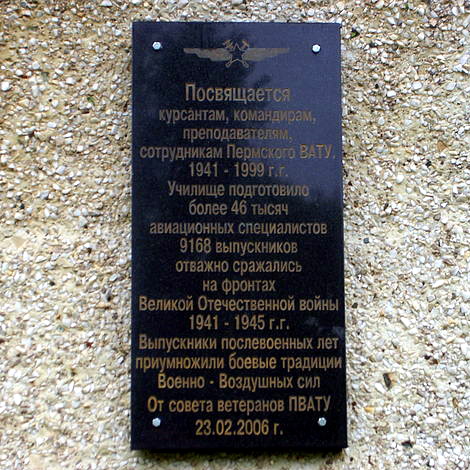 Посвящается
курсантам, командирам,
преподавателям,
сотрудникам Пермского ВАТУ.
1941 - 1999 г.г.
Училище подготовило
более 46 тысяч
авиационных специалистов
9168 выпускников
отважно сражались
на фронтах
Великой Отечественной войны
1941 - 1945 г.г.
Выпускники послевоенных лет
приумножили боевые традиции
Военно - Воздушных сил
От совета ветеранов ПВАТУ
23.02.2006 г.